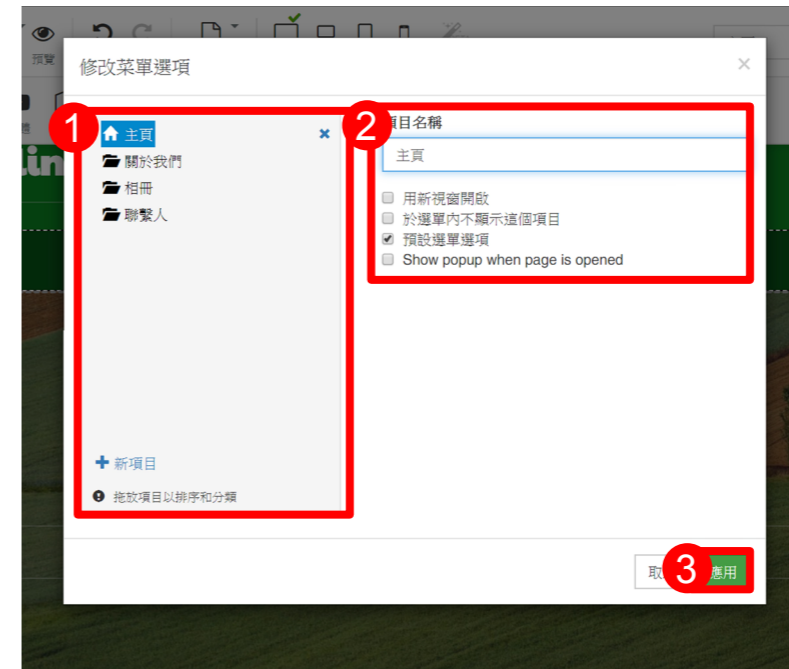 預覽
修改菜單選項
×
1
主頁
×
關於我們
相冊
聯繫人
新項目
拖放項目以排序和分類
2
項目名稱
主頁
用新視窗開啟
於選單內不顯示這個項目
預設選單選項
Show popup when page is opened
取
3
應用